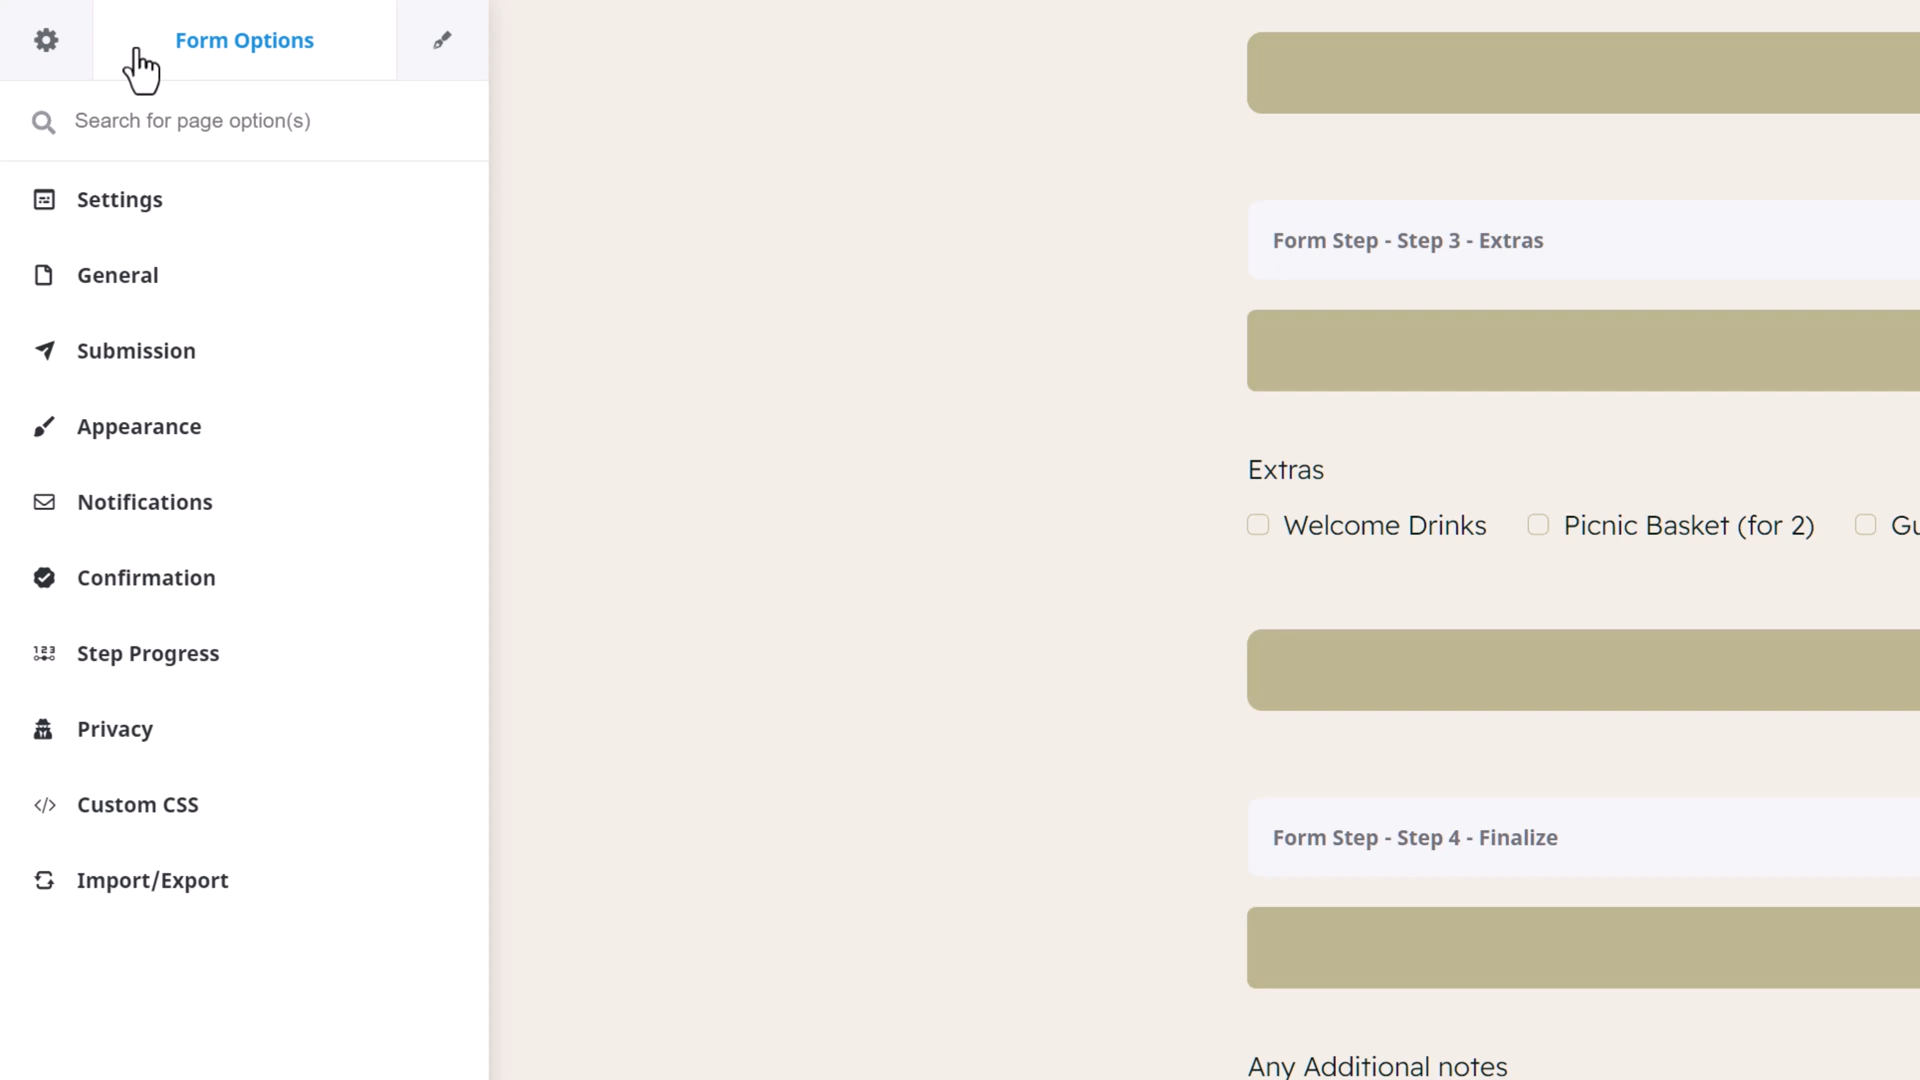 Form Options
Search for page option(s)
Settings
General
Submission
Appearance
Notifications
Confirmation
Step Progress
Privacy
Custom CSS
Import/Export
Form Step - Step 3 - Extras
Extras
Welcome Drinks
Picnic Basket (for 2)
Form Step - Step 4 - Finalize
Any Additional notes